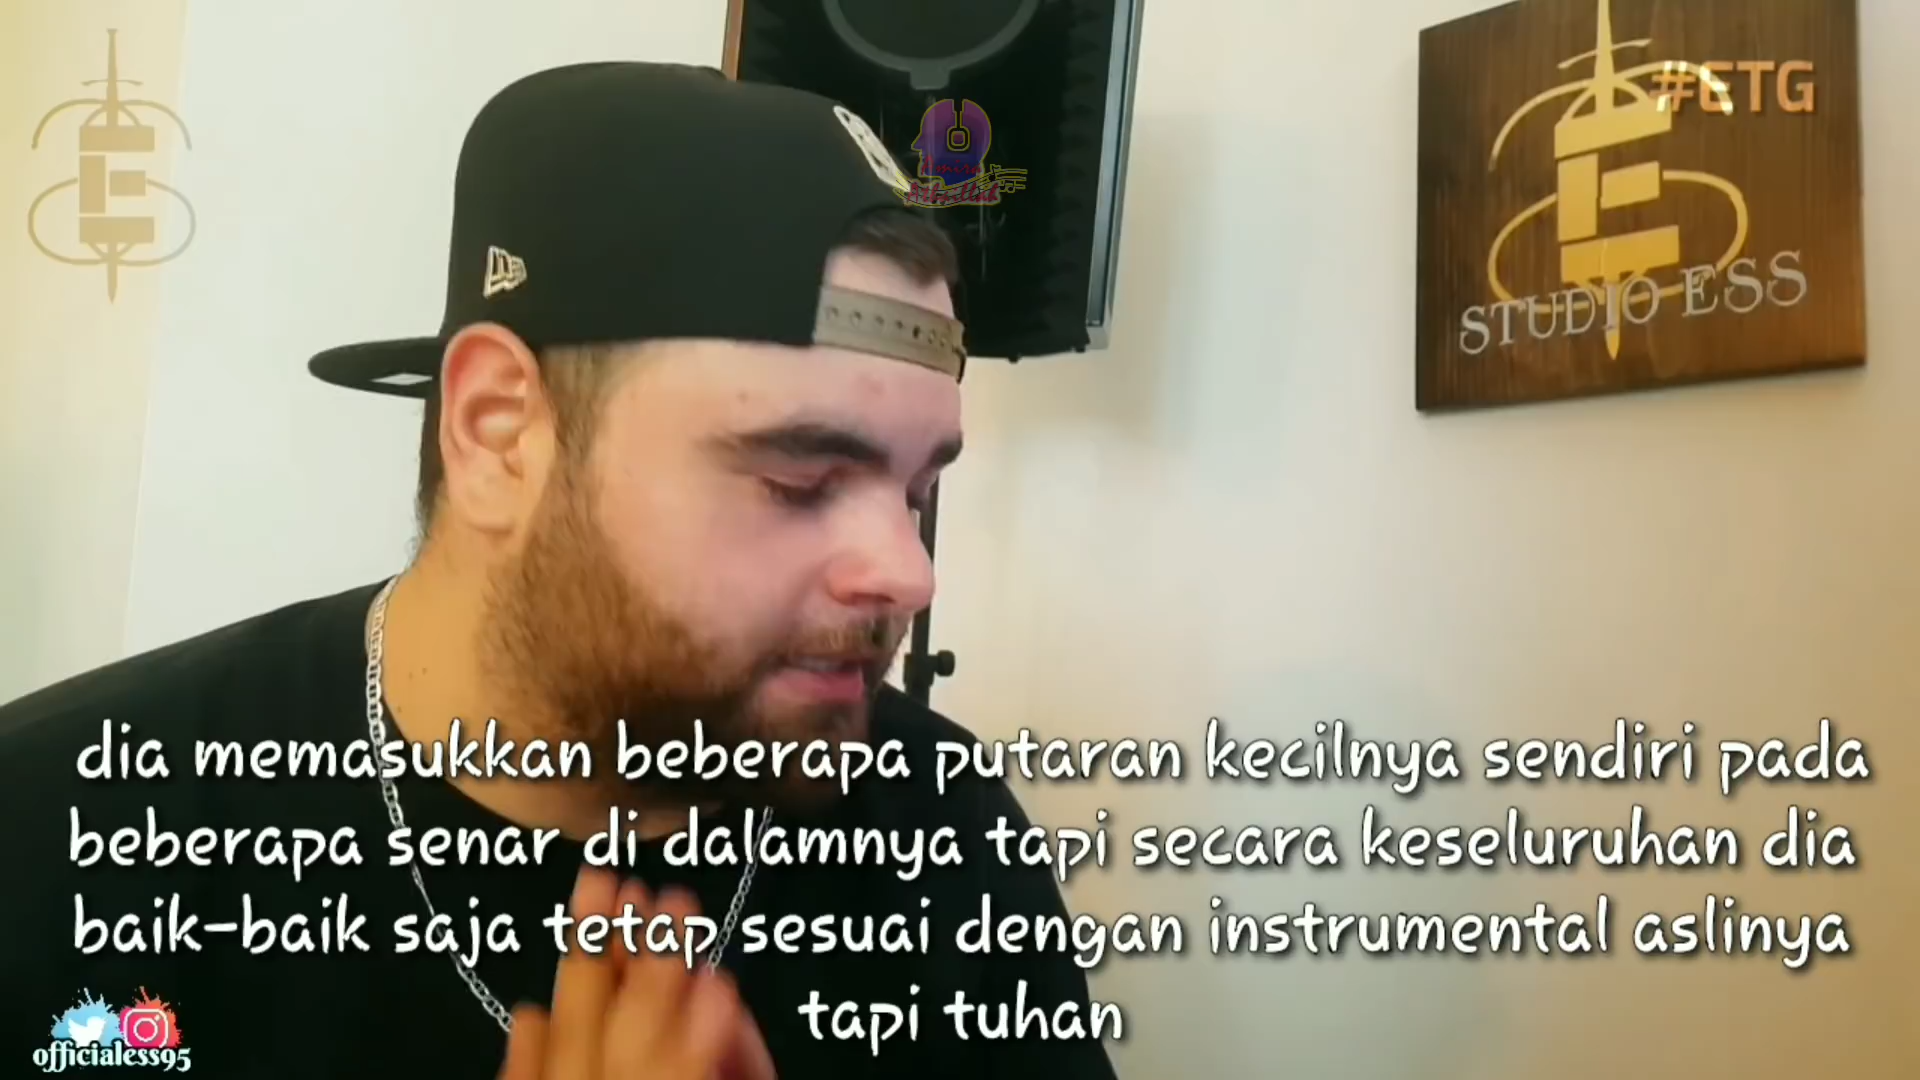 #ETG
STUDIO ESS
dia memasukkan beberapa putaran kecilnya sendiri pada
beberapa senar di dalamnya tapi secara keseluruhan dia
baik-baik saja tetap sesuai dengan instrumental aslinya
tapi tuhan
officialess95